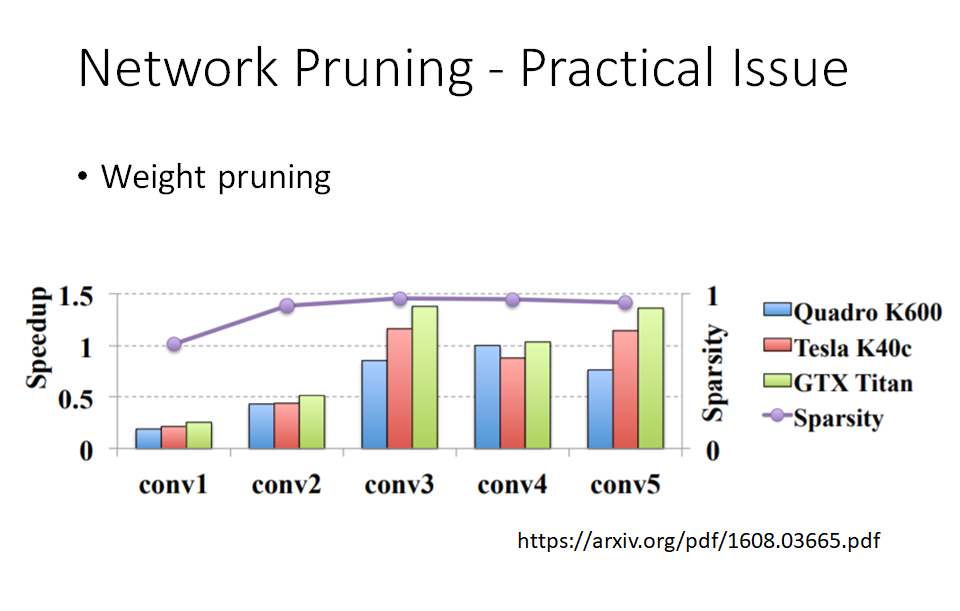 Network Pruning - Practical Issue
• Weight pruning
Speedup
1.5
1
0.5
0
conv1 conv2 conv3 conv4 conv5
1
0
Sparsity
Quadro K600
Tesla K40c
GTX Titan
Sparsity
https://arxiv.org/pdf/1608.03665.pdf